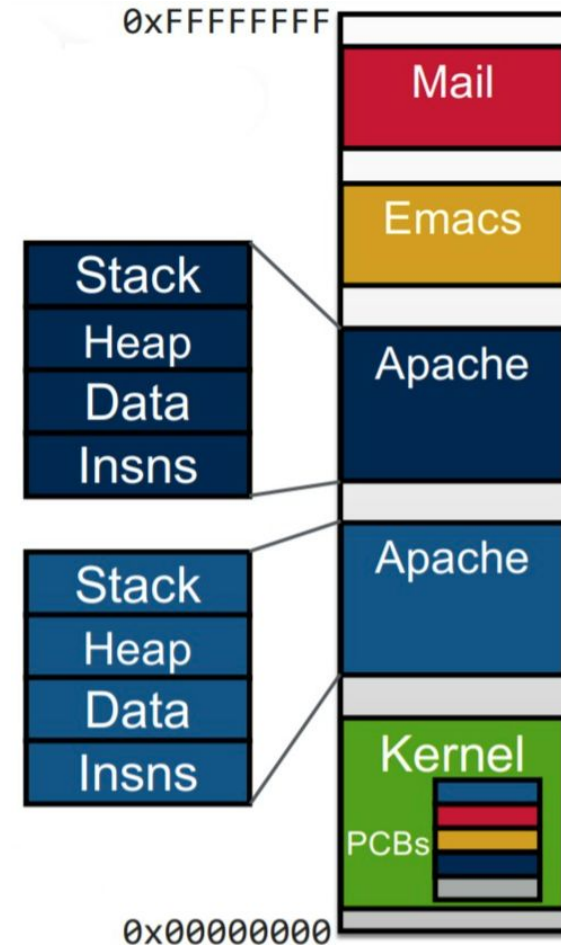 0xFFFFFFFF
Mail
Emacs
Stack
Heap
Data
Insns
Apache
Stack
Heap
Data
Insns
Apache
Kernel
PCBs
0x00000000